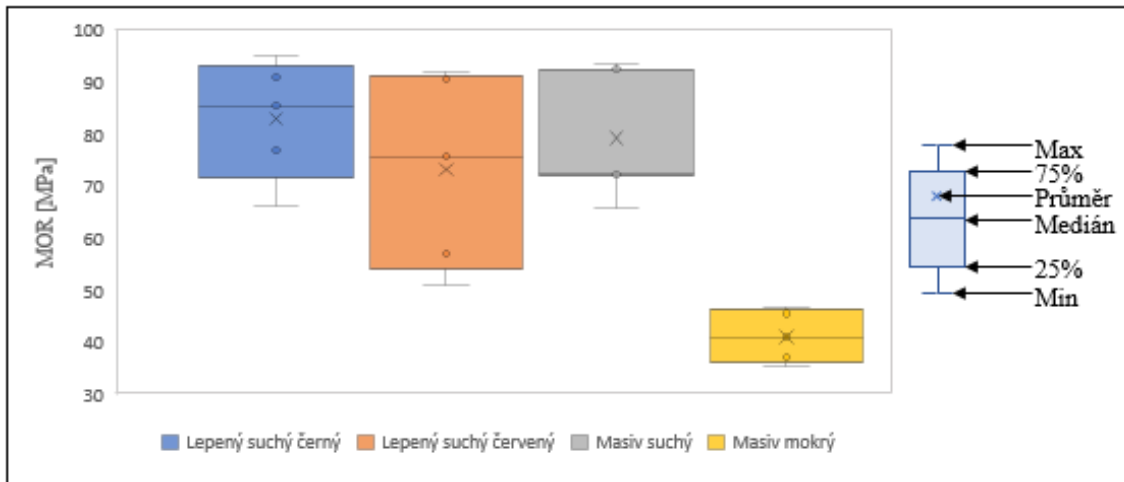 100
90
80
70
60
50
40
30
MOR [MPa]
Max
75%
Průměr
Medián
25%
Min
Lepený suchý černý Lepený suchý červený Masiv suchý Masiv mokrý